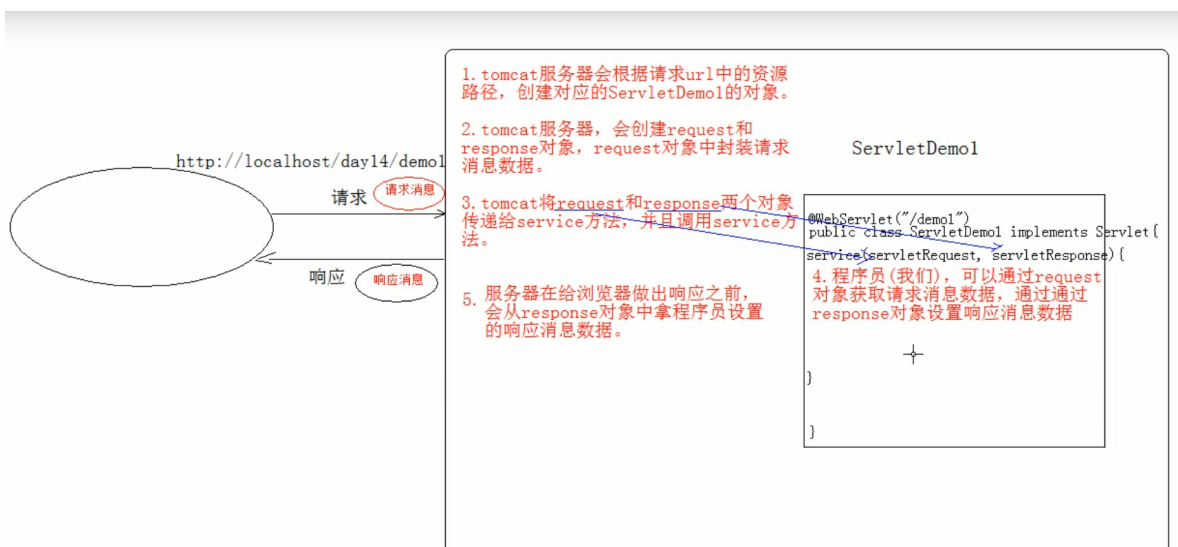 http://localhost/day14/demo1
请求
请求消息
响应
响应消息
1.tomcat服务器会根据请求url中的资源
路径，创建对应的ServletDemo1的对象。
2.tomcat服务器，会创建request和
response对象，request对象中封装请求
消息数据。
3.tomcat将request和response两个对象
传递给service方法，并且调用service方
法。
5. 服务器在给浏览器做出响应之前，
会从response对象中拿程序员设置
的响应消息数据。
ServletDemo1
@WebServlet("/demo1")
public class ServletDemo1 implements Servlet{
service(servletRequest, servletResponse){
4.程序员(我们)，可以通过request
对象获取请求消息数据，通过通过
response对象设置响应消息数据
}
}